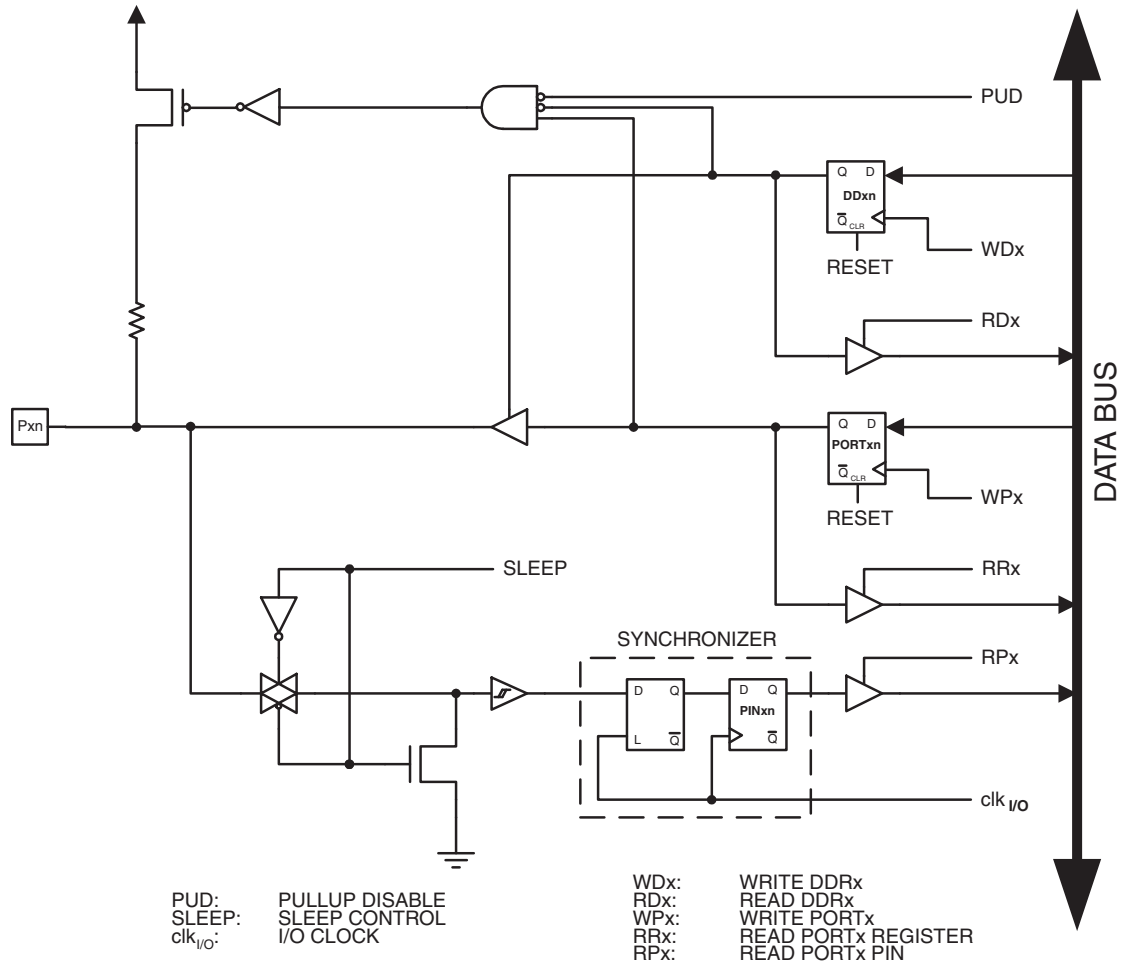 PUD
Q D
DDxn
Q CLR
WDx
RESET
RDx
Pxn
Q D
PORTxn
Q CLR
WPx
RESET
DATA BUS
SLEEP
RRx
SYNCHRONIZER
RPx
D Q
D Q
PINxn
L Q
Q
clk I/O
PUD: PULLUP DISABLE
SLEEP: SLEEP CONTROL
clkI/O: I/O CLOCK
WDx: WRITE DDRx
RDx: READ DDRx
WPx: WRITE PORTx
RRx: READ PORTx REGISTER
RPx: READ PORTx PIN